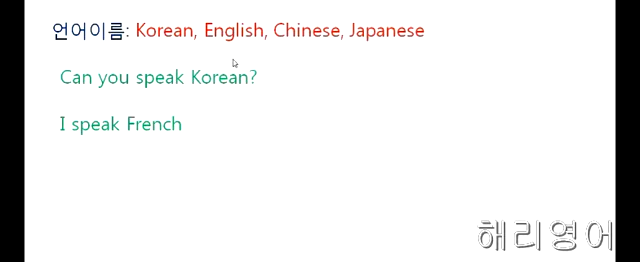 언어이름: Korean, English, Chinese, Japanese
Can you speak Korean?
I speak French
해리영어